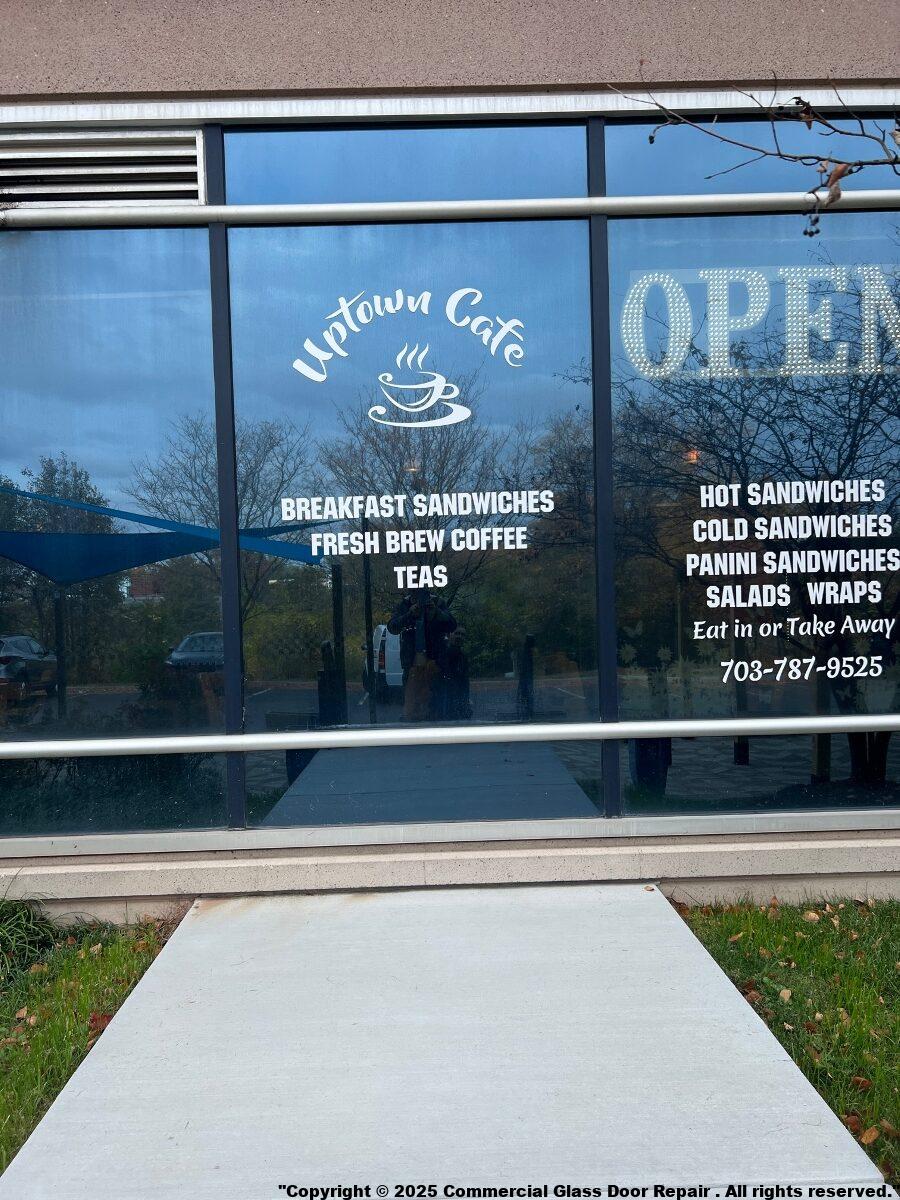 Uptown Cafe
BREAKFAST SANDWICHES
FRESH BREW COFFEE
TEAS
OPEN
HOT SANDWICHES
COLD SANDWICHES
PANINI SANDWICHES
SALADS WRAPS
Eat in or Take Away
703-787-9525
"Copyright © 2025 Commercial Glass Door Repair . All rights reserved."